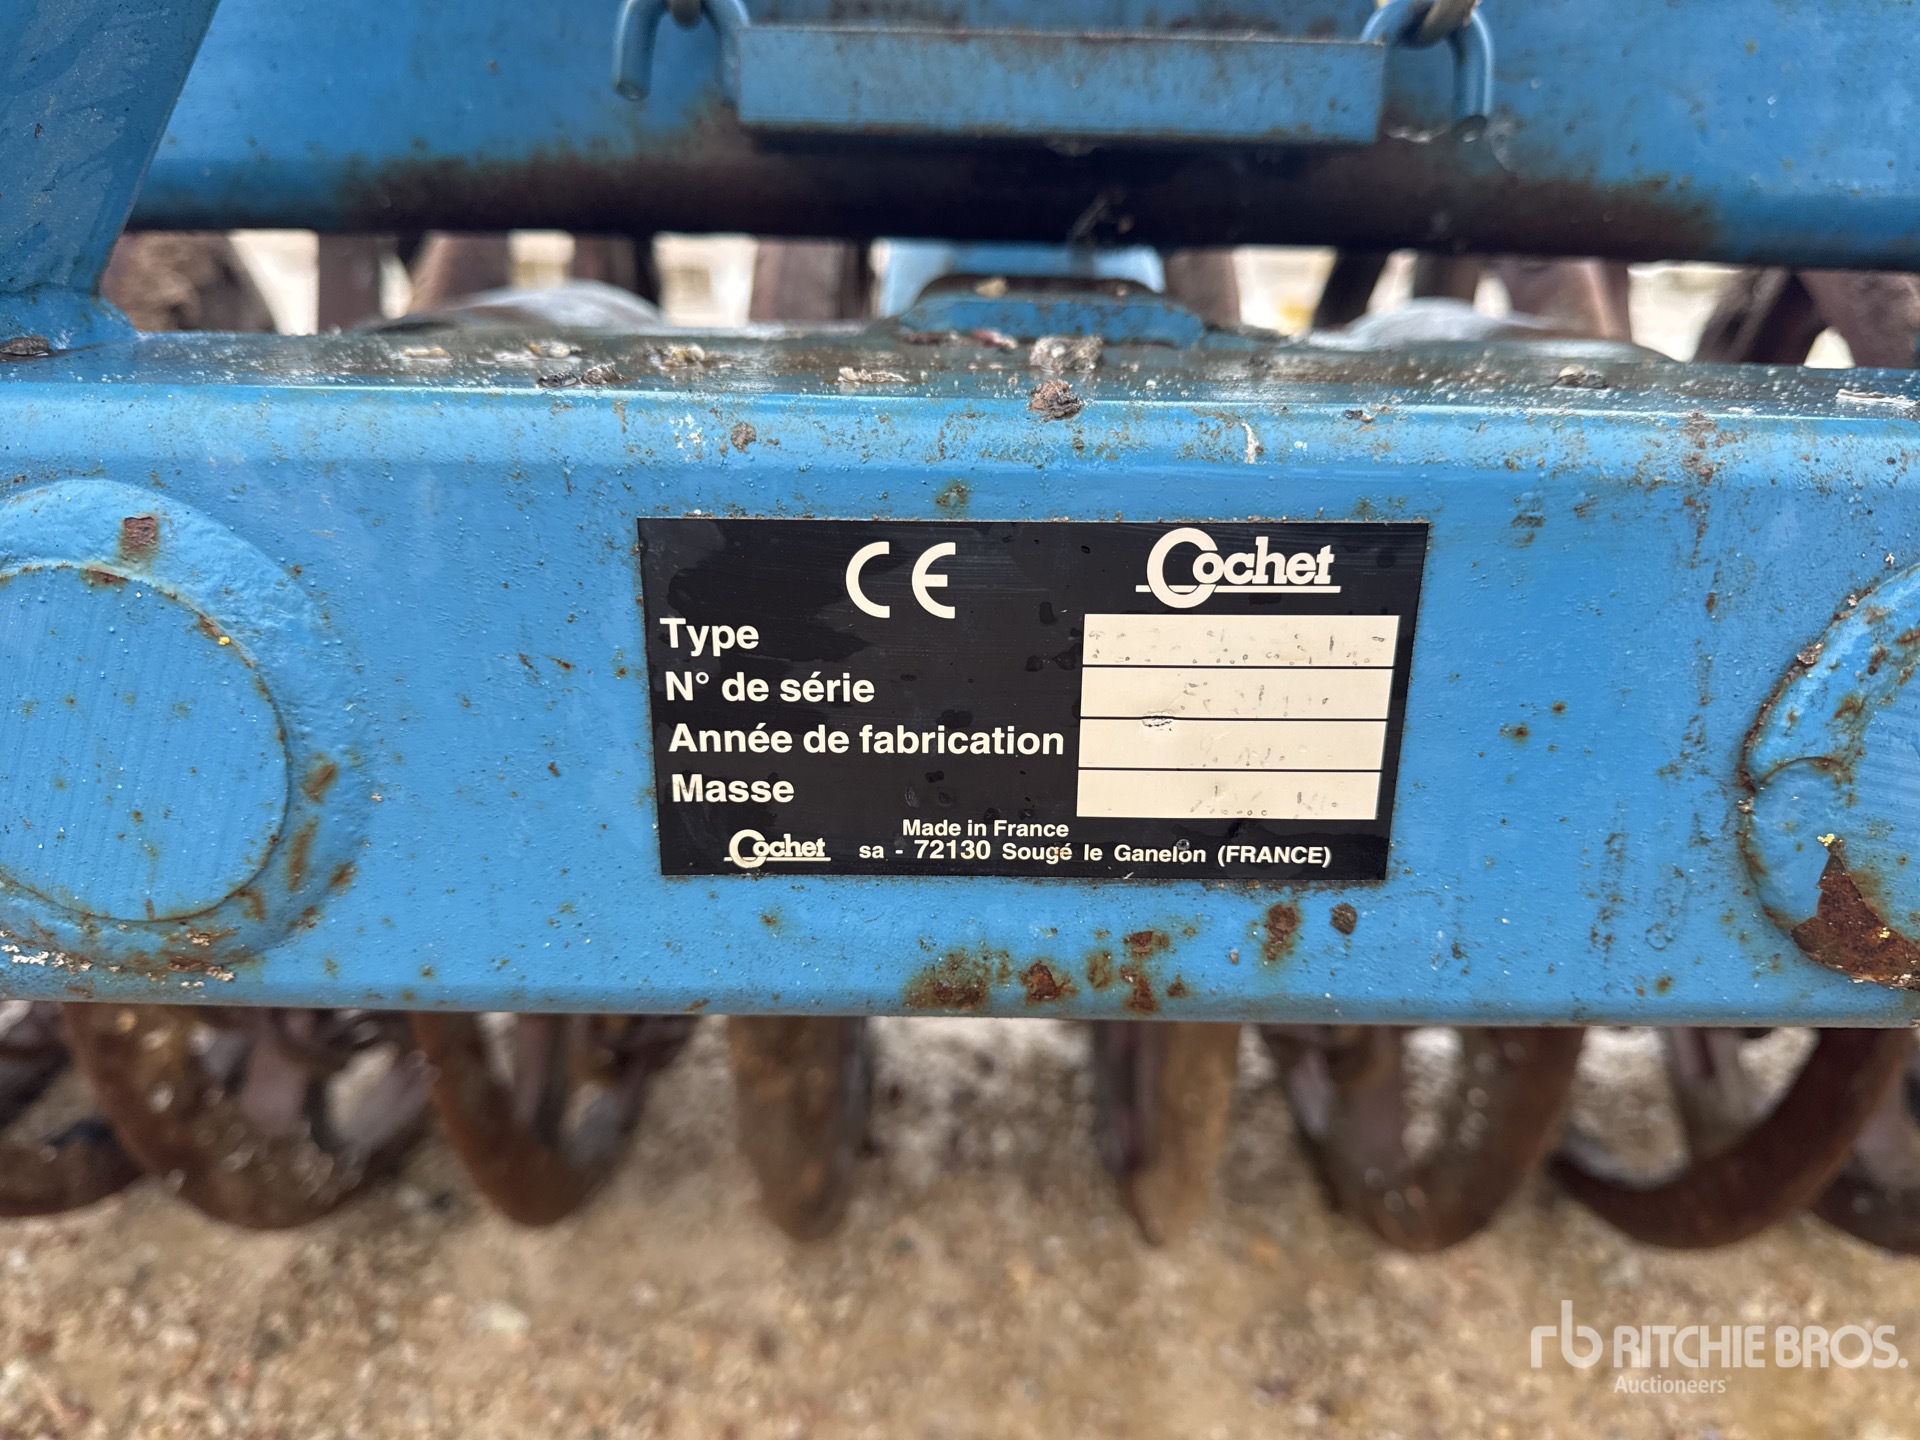 CE Cochet
Type
N° de série
Année de fabrication
Masse
Made in France
Cochet sa - 72130 Sougé le Ganelon (FRANCE)
rb RITCHIE BROS.
Auctioneers